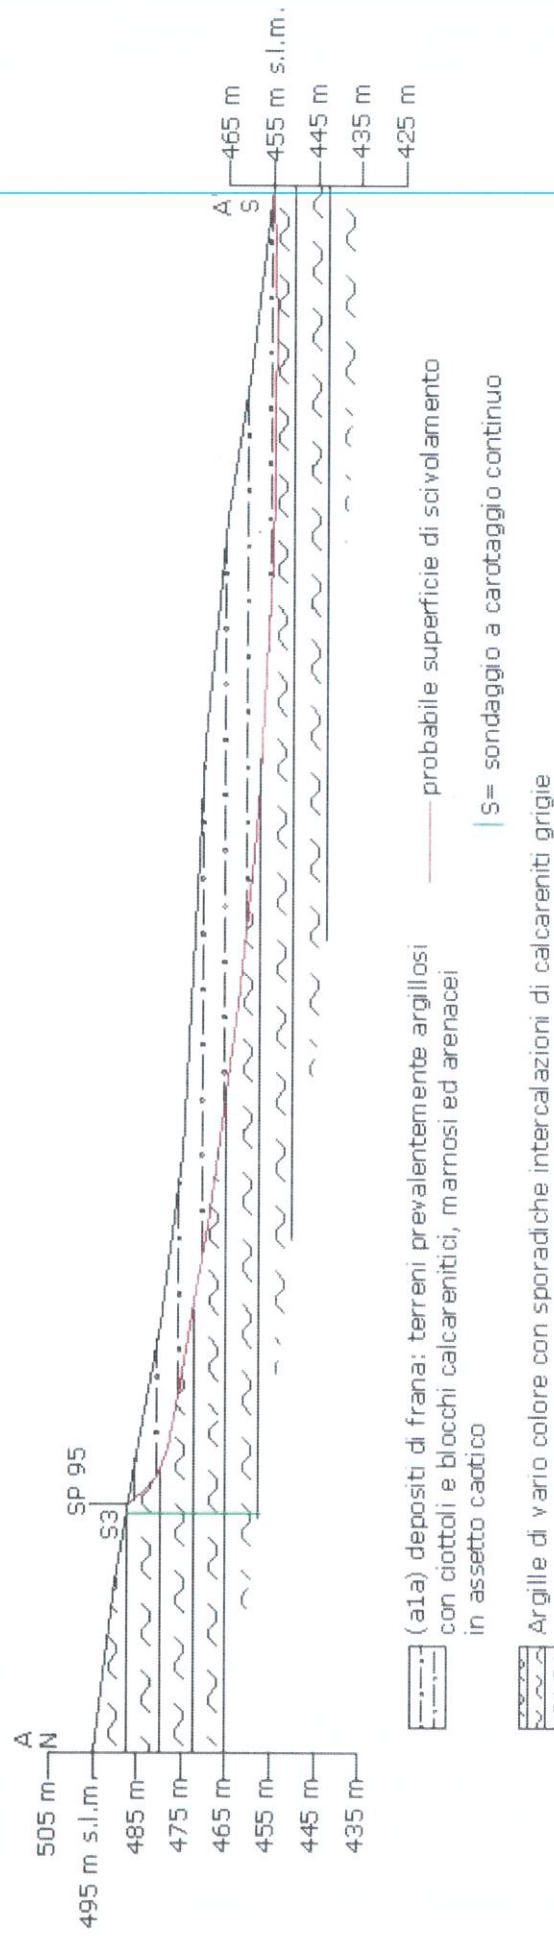 A
N
505 m
495 m s.l.m.
485 m
475 m
465 m
455 m
445 m
435 m
SP 95
S3
A'
S
465 m
455 m s.l.m.
445 m
435 m
425 m
(a1a) depositi di frana: terreni prevalentemente argillosi
con ciottoli e blocchi calcarenitici, marnosi ed arenacei
in assetto caotico
probabile superficie di scivolamento
S= sondaggio a carotaggio continuo
Argille di vario colore con sporadiche intercalazioni di calcareniti grigie